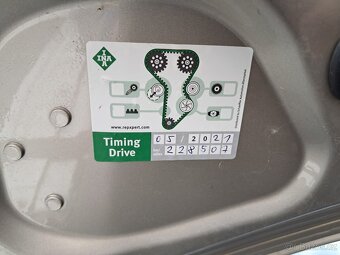 INA
www.repxpert.com
Timing
Drive
05/2021
228507